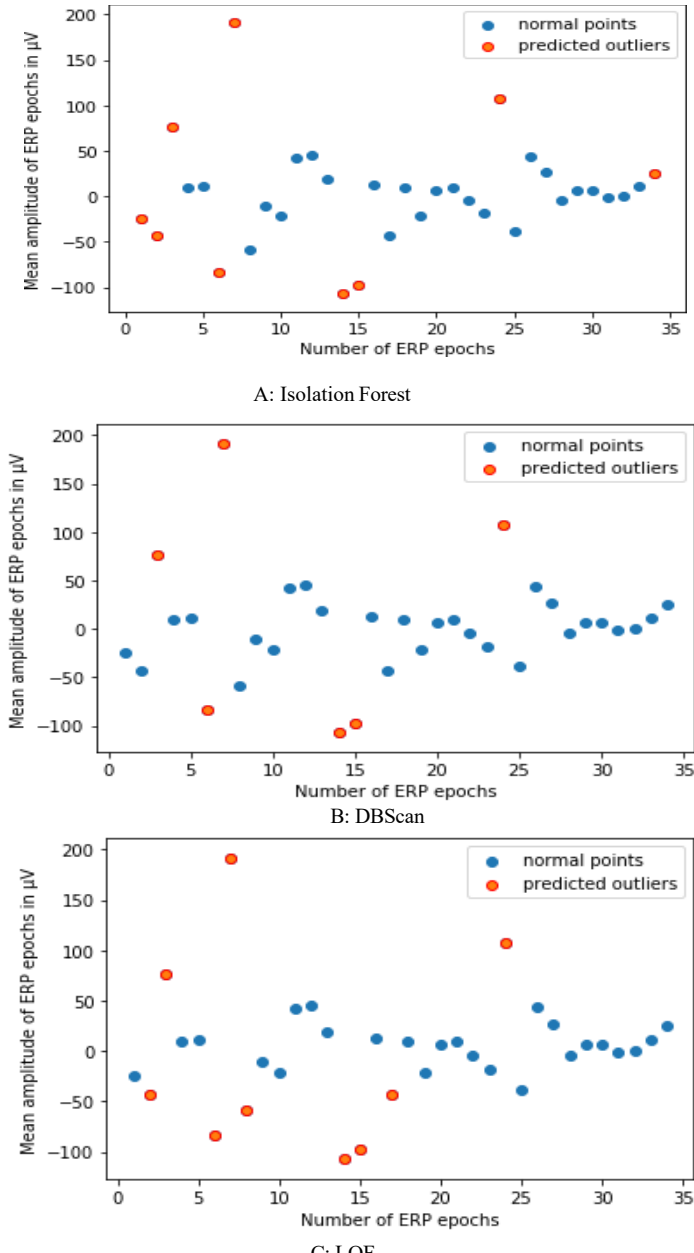 200
150
100
50
0
−50
−100
Mean amplitude of ERP epochs in µV
normal points
predicted outliers
0 5 10 15 20 25 30 35
Number of ERP epochs
A: Isolation Forest
200
150
100
50
0
−50
−100
Mean amplitude of ERP epochs in µV
normal points
predicted outliers
0 5 10 15 20 25 30 35
Number of ERP epochs
B: DBScan
200
150
100
50
0
−50
−100
Mean amplitude of ERP epochs in µV
normal points
predicted outliers
0 5 10 15 20 25 30 35
Number of ERP epochs
C: LOF